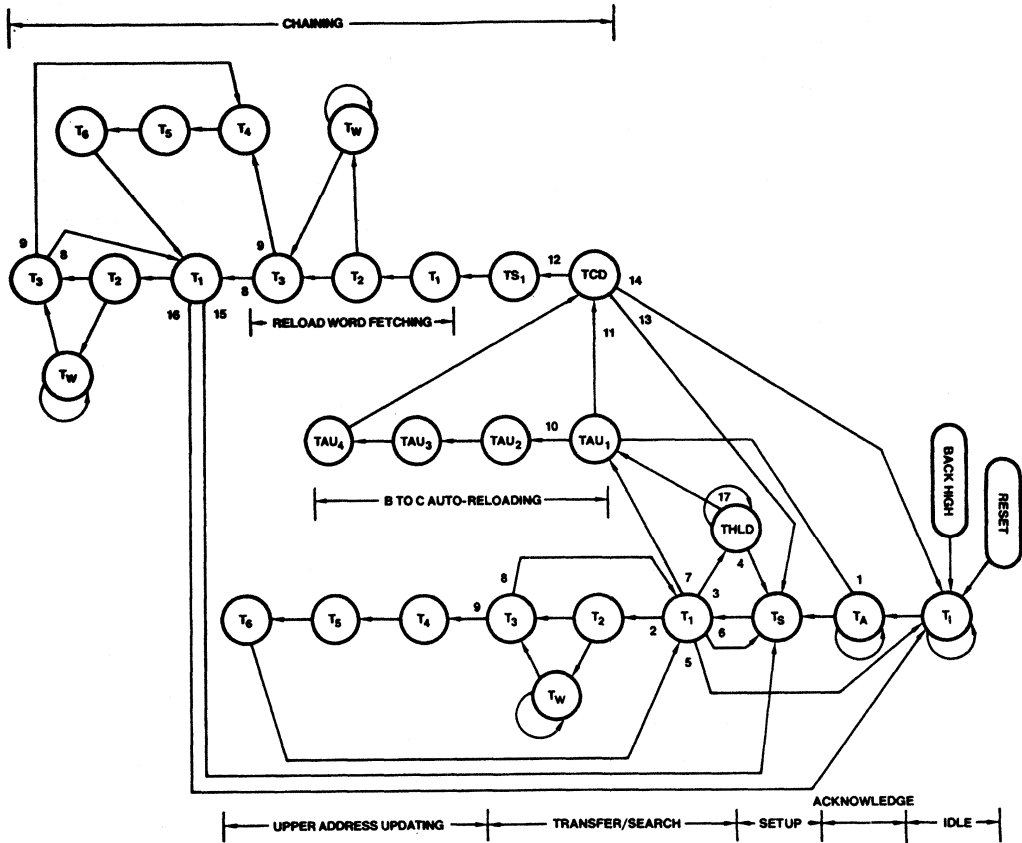 CHAINING
T6 T5 T4 TW
9 8 9 8 12 14
T3 T2 T1 T3 T2 T1 TS1 TCD
16 15 13
RELOAD WORD FETCHING
11
TW
10
TAU4 TAU3 TAU2 TAU1
BACK HIGH
RESET
B TO C AUTO-RELOADING
17
THLD
4
8 7 1
9 3
T6 T5 T4 T3 T2 T1 TS TA Ti
2 6
5
TW
ACKNOWLEDGE
UPPER ADDRESS UPDATING TRANSFER/SEARCH SETUP IDLE